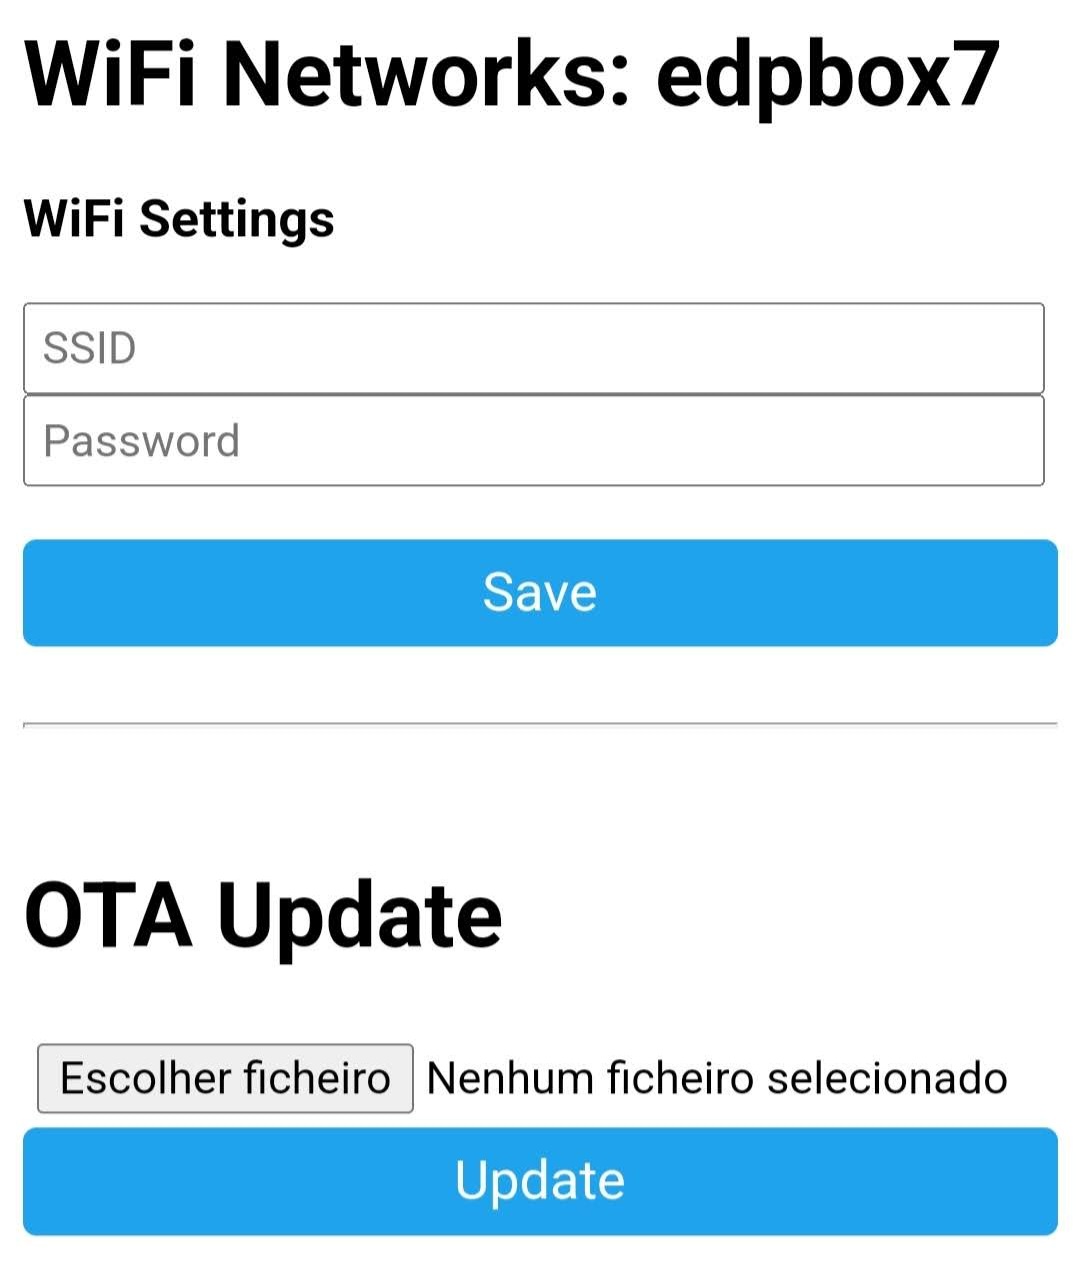 WiFi Networks: edpbox7
WiFi Settings
SSID
Password
Save
OTA Update
Escolher ficheiro Nenhum ficheiro selecionado
Update